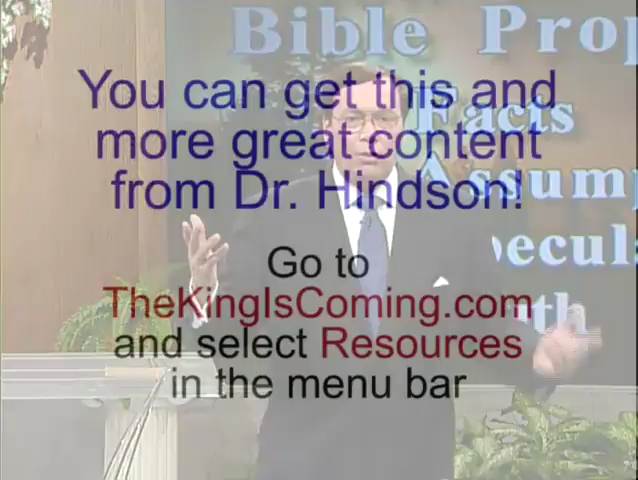 Bible Prop
You can get this and
more great content
from Dr. Hindson!
Facts
Assump
Go to
TheKingIsComing.com
and select Resources
in the menu bar